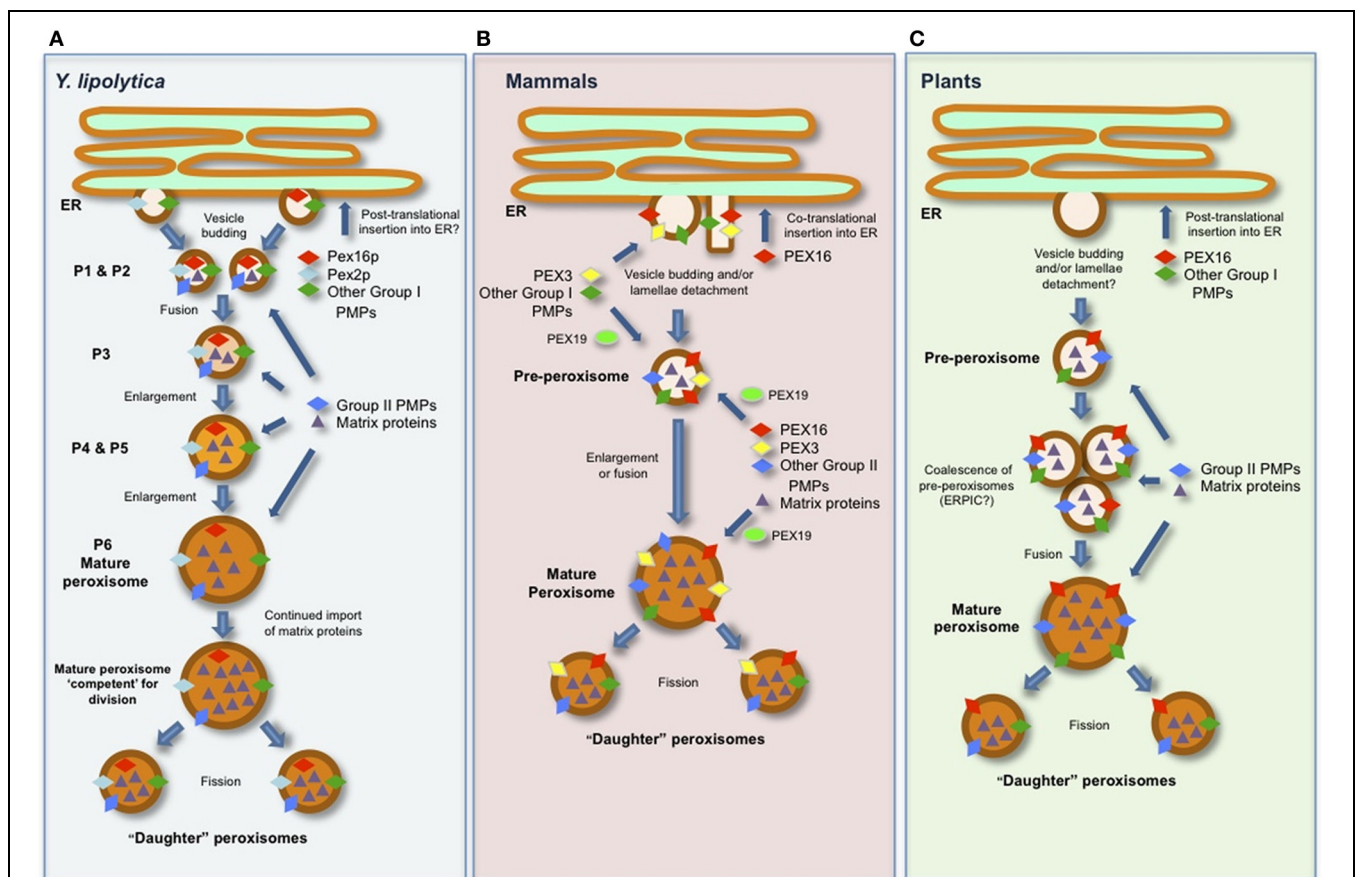 A
Y. lipolytica
ER
Vesicle
budding
Post-translational
insertion into ER?
P1 & P2
Pex16p
Pex2p
Other Group I
PMPs
Fusion
P3
Enlargement
Group II PMPs
Matrix proteins
P4 & P5
Enlargement
P6
Mature
peroxisome
Continued import
of matrix proteins
Mature peroxisome
'competent' for
division
Fission
"Daughter" peroxisomes
B
Mammals
ER
Co-translational
insertion into ER
PEX16
PEX3
Other Group I
PMPs
Vesicle budding and/or
lamellae detachment
PEX19
Pre-peroxisome
PEX19
PEX16
PEX3
Other Group II
PMPs
Matrix proteins
Enlargement
or fusion
PEX19
Mature
Peroxisome
Fission
"Daughter" peroxisomes
C
Plants
ER
Post-translational
insertion into ER
PEX16
Other Group I
PMPs
Vesicle budding
and/or lamellae
detachment?
Pre-peroxisome
Coalescence of
pre-peroxisomes
(ERPIC?)
Group II PMPs
Matrix proteins
Fusion
Mature
peroxisome
Fission
"Daughter" peroxisomes